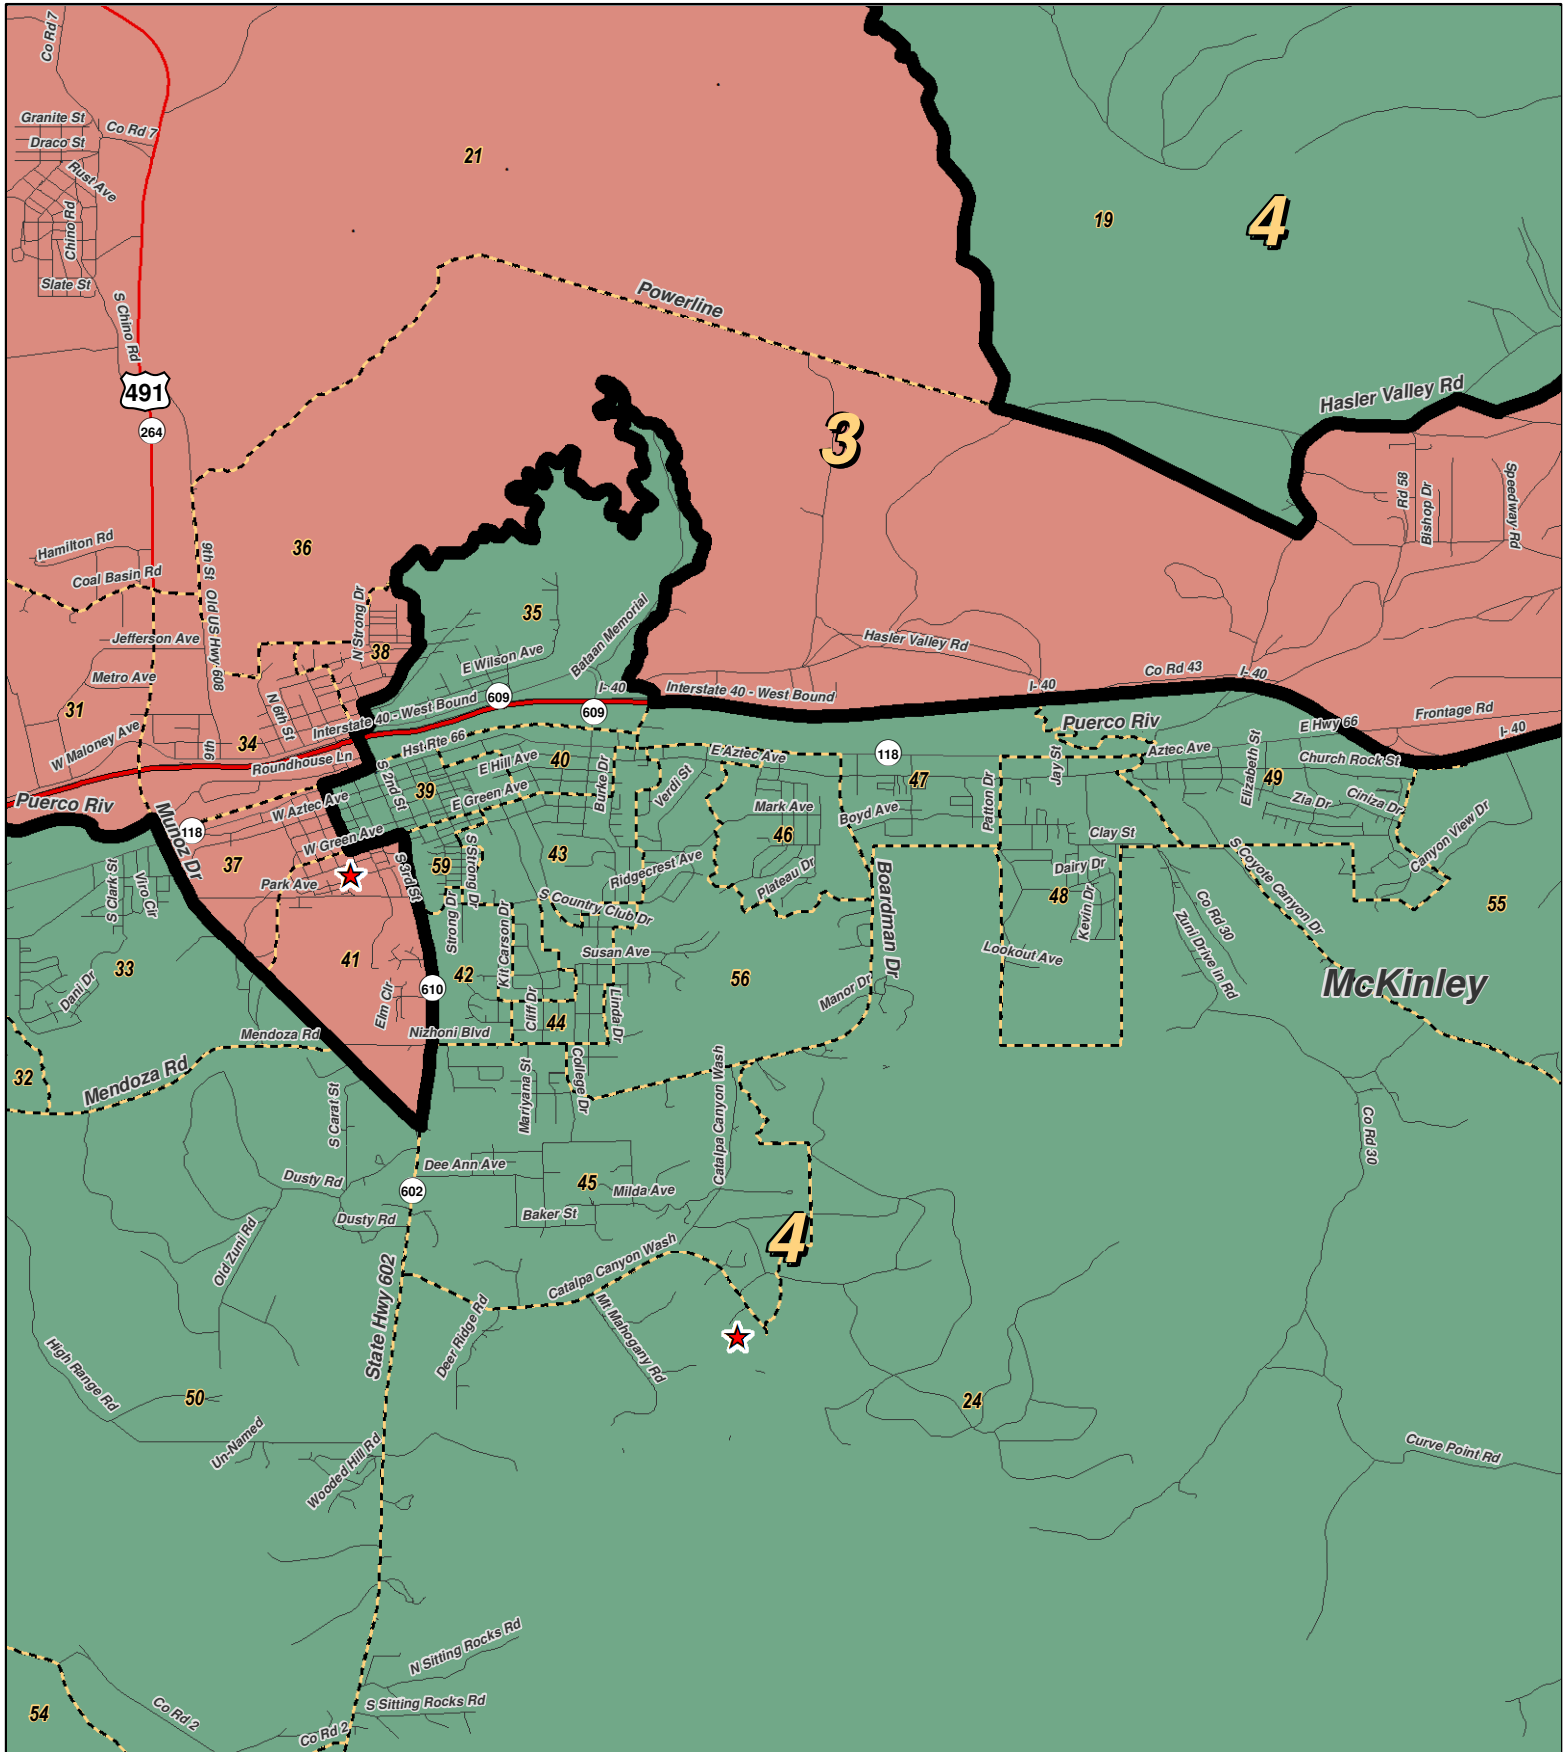 Co Rd 7
Granite St
Draco St
Co Rd 7
Rust Ave
Chino Rd
Slate St
S Chino Rd
491
264
21
19
4
Powerline
3
Hasler Valley Rd
Rd 58
Bishop Dr
Speedway Rd
Hamilton Rd
Coal Basin Rd
9th St
Old US Hwy 608
36
N Strong Dr
38
35
Bataan Memorial
E Wilson Ave
Jefferson Ave
Metro Ave
31
W Maloney Ave
9th
34
N 6th St
Interstate 40 - West Bound
609
I- 40
609
Interstate 40 - West Bound
Hasler Valley Rd
I- 40
Co Rd 43
I- 40
E Hwy 66
Frontage Rd
I- 40
Puerco Riv
Roundhouse Ln
Hst Rte 66
Puerco Riv
118
E Aztec Ave
118
Aztec Ave
Jay St
Elizabeth St
Church Rock St
49
Zia Dr
Ciniza Dr
Canyon View Dr
S 2nd St
39
E Hill Ave
40
E Green Ave
Burke Dr
Verdi St
Mark Ave
46
Boyd Ave
47
Patton Dr
Clay St
W Aztec Ave
W Green Ave
Munoz Dr
37
Park Ave
S 3rd St
59
S Strong Dr
43
Ridgecrest Ave
Plateau Dr
Boardman Dr
Dairy Dr
48
Kevin Dr
S Coyote Canyon Dr
Co Rd 30
Zuni Drive In Rd
55
S Clark St
Viro Cir
33
Dani Dr
41
Elm Cir
610
Strong Dr
42
Kit Carson Dr
S Country Club Dr
Susan Ave
56
Manor Dr
Lookout Ave
McKinley
Cliff Dr
44
Linda Dr
Nizhoni Blvd
Mendoza Rd
32
Mendoza Rd
S Carat St
Mariyana St
College Dr
Catalpa Canyon Wash
Co Rd 30
Dee Ann Ave
602
Dusty Rd
Dusty Rd
Old Zuni Rd
45
Milda Ave
Baker St
4
Catalpa Canyon Wash
Mt Mahogany Rd
Deer Ridge Rd
State Hwy 602
High Range Rd
50
24
Un-Named
Wooded Hill Rd
Curve Point Rd
N Sitting Rocks Rd
S Sitting Rocks Rd
54
Co Rd 2
Co Rd 2